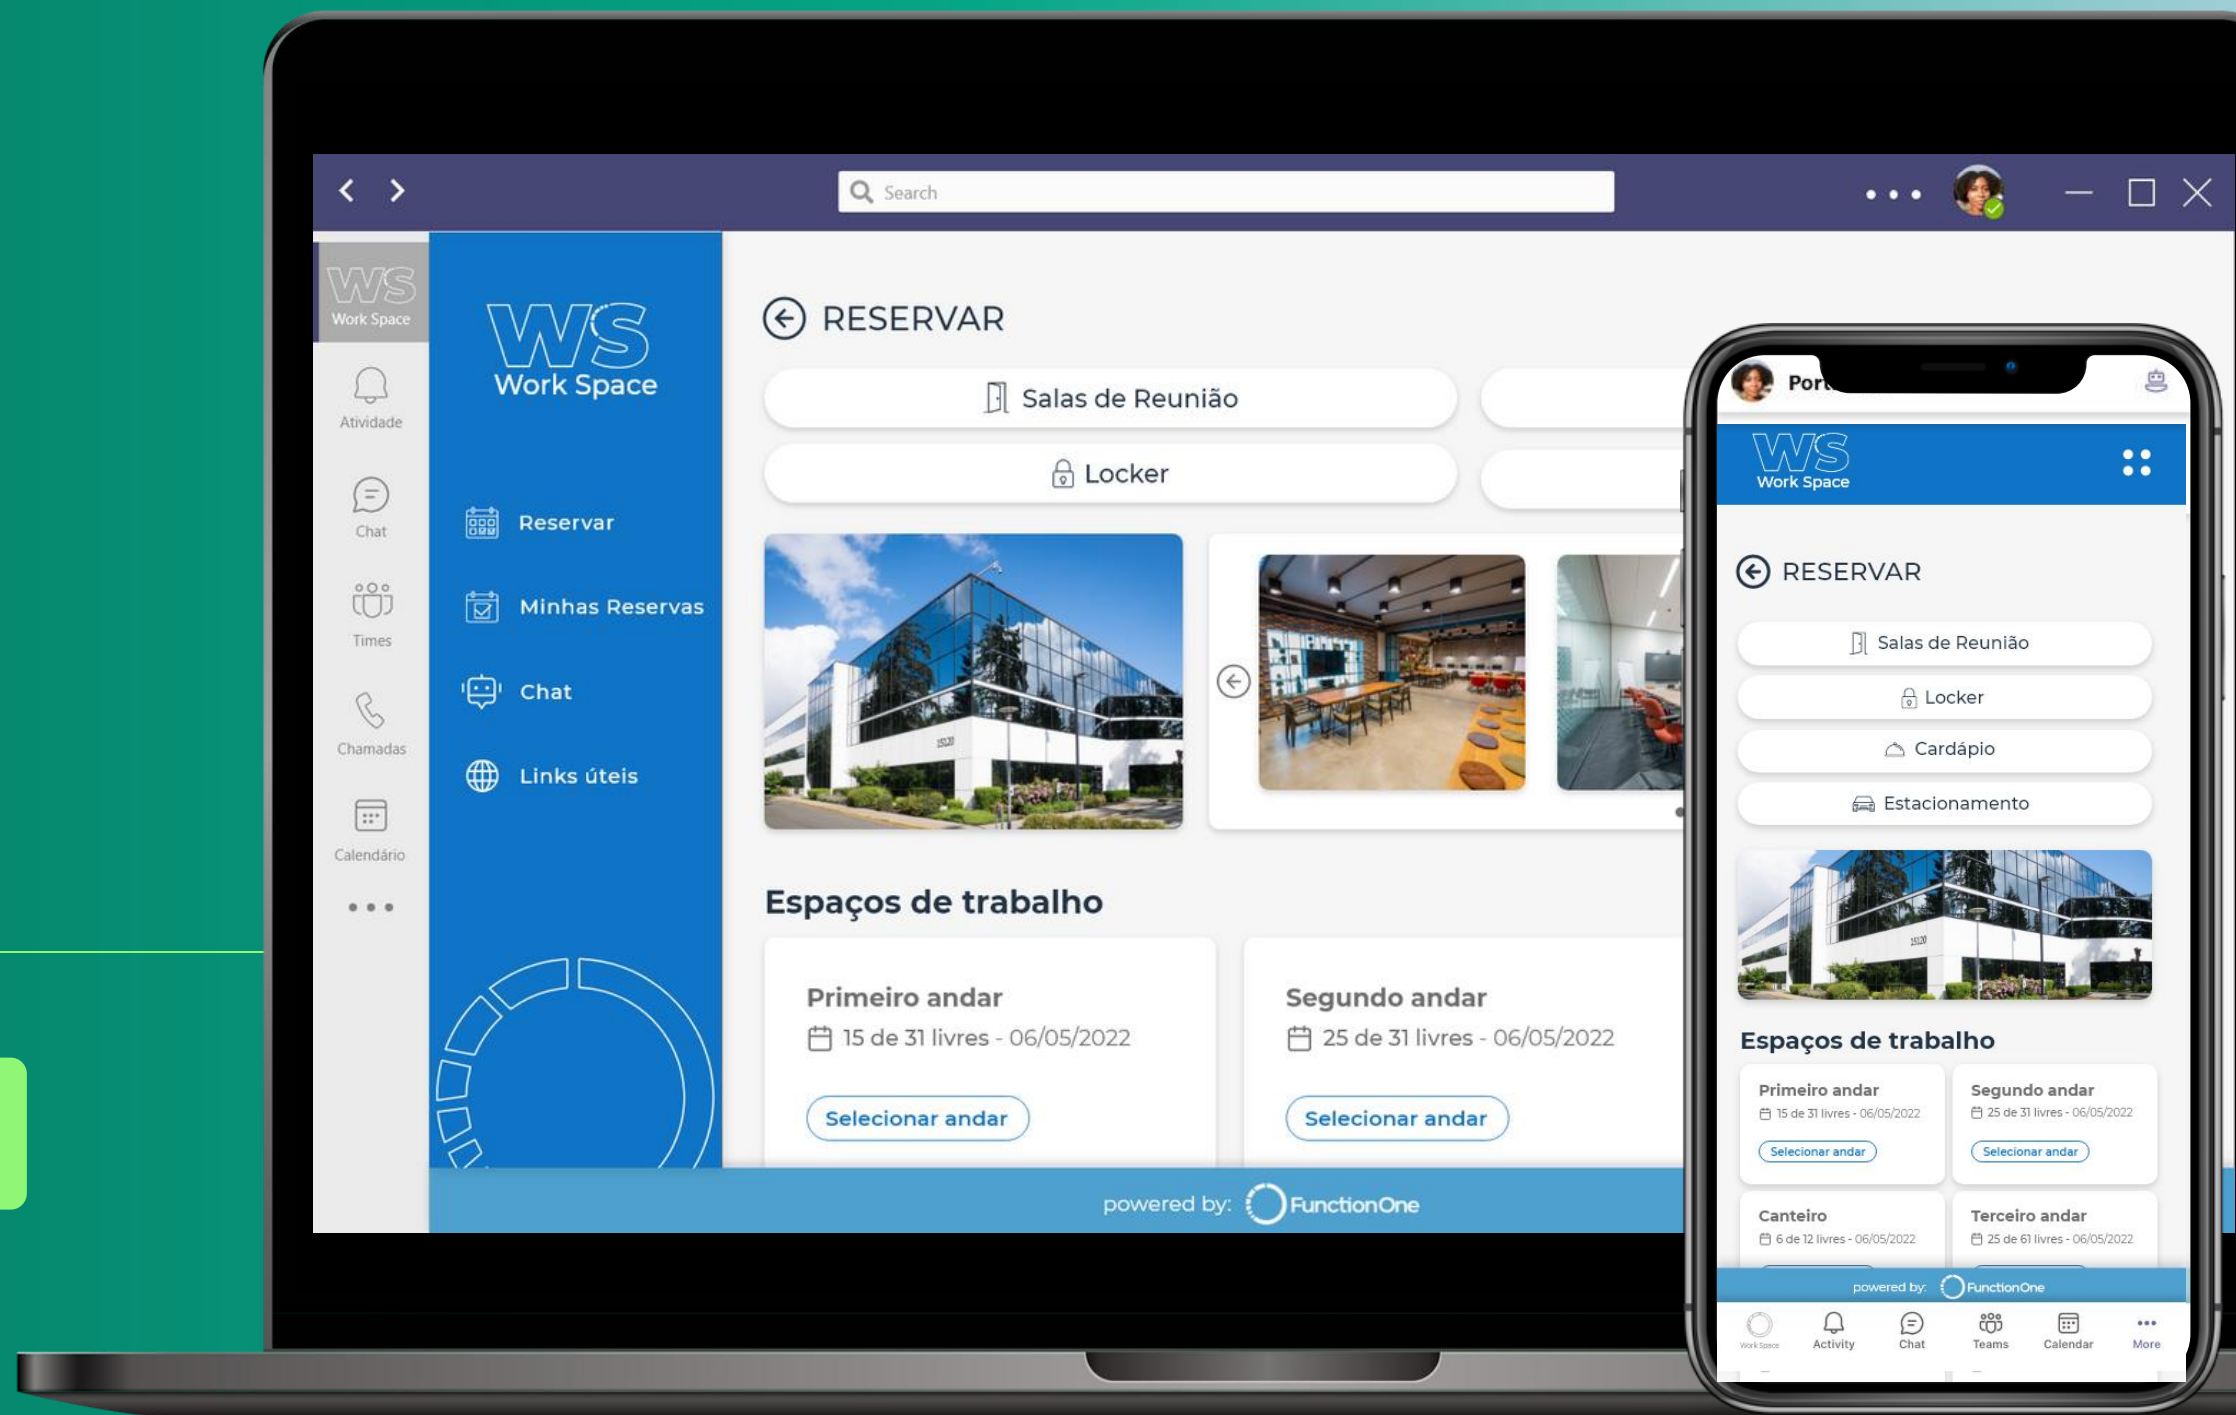 Search
WS
Work Space
Atividade
Chat
Times
Chamadas
Calendário
WS
Work Space
Reservar
Minhas Reservas
Chat
Links úteis
RESERVAR
Salas de Reunião
Locker
15120
Espaços de trabalho
Primeiro andar
15 de 31 livres - 06/05/2022
Selecionar andar
Segundo andar
25 de 31 livres - 06/05/2022
Selecionar andar
powered by: FunctionOne
WS
Work Space
RESERVAR
Salas de Reunião
Locker
Cardápio
Estacionamento
15120
Espaços de trabalho
Primeiro andar
15 de 31 livres - 06/05/2022
Selecionar andar
Segundo andar
25 de 31 livres - 06/05/2022
Selecionar andar
Canteiro
6 de 12 livres - 06/05/2022
Terceiro andar
25 de 61 livres - 06/05/2022
powered by: FunctionOne
Work Space
Activity
Chat
Teams
Calendar
More